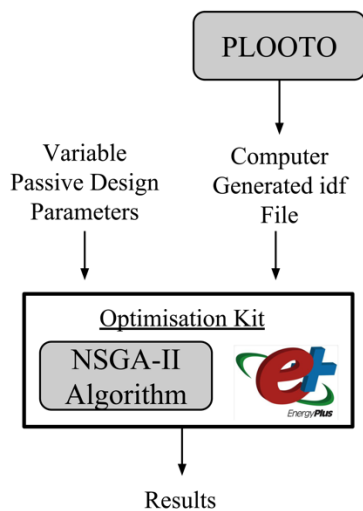 PLOOTO
Variable
Passive Design
Parameters
Computer
Generated idf
File
Optimisation Kit
NSGA-II
Algorithm
e+
EnergyPlus
Results